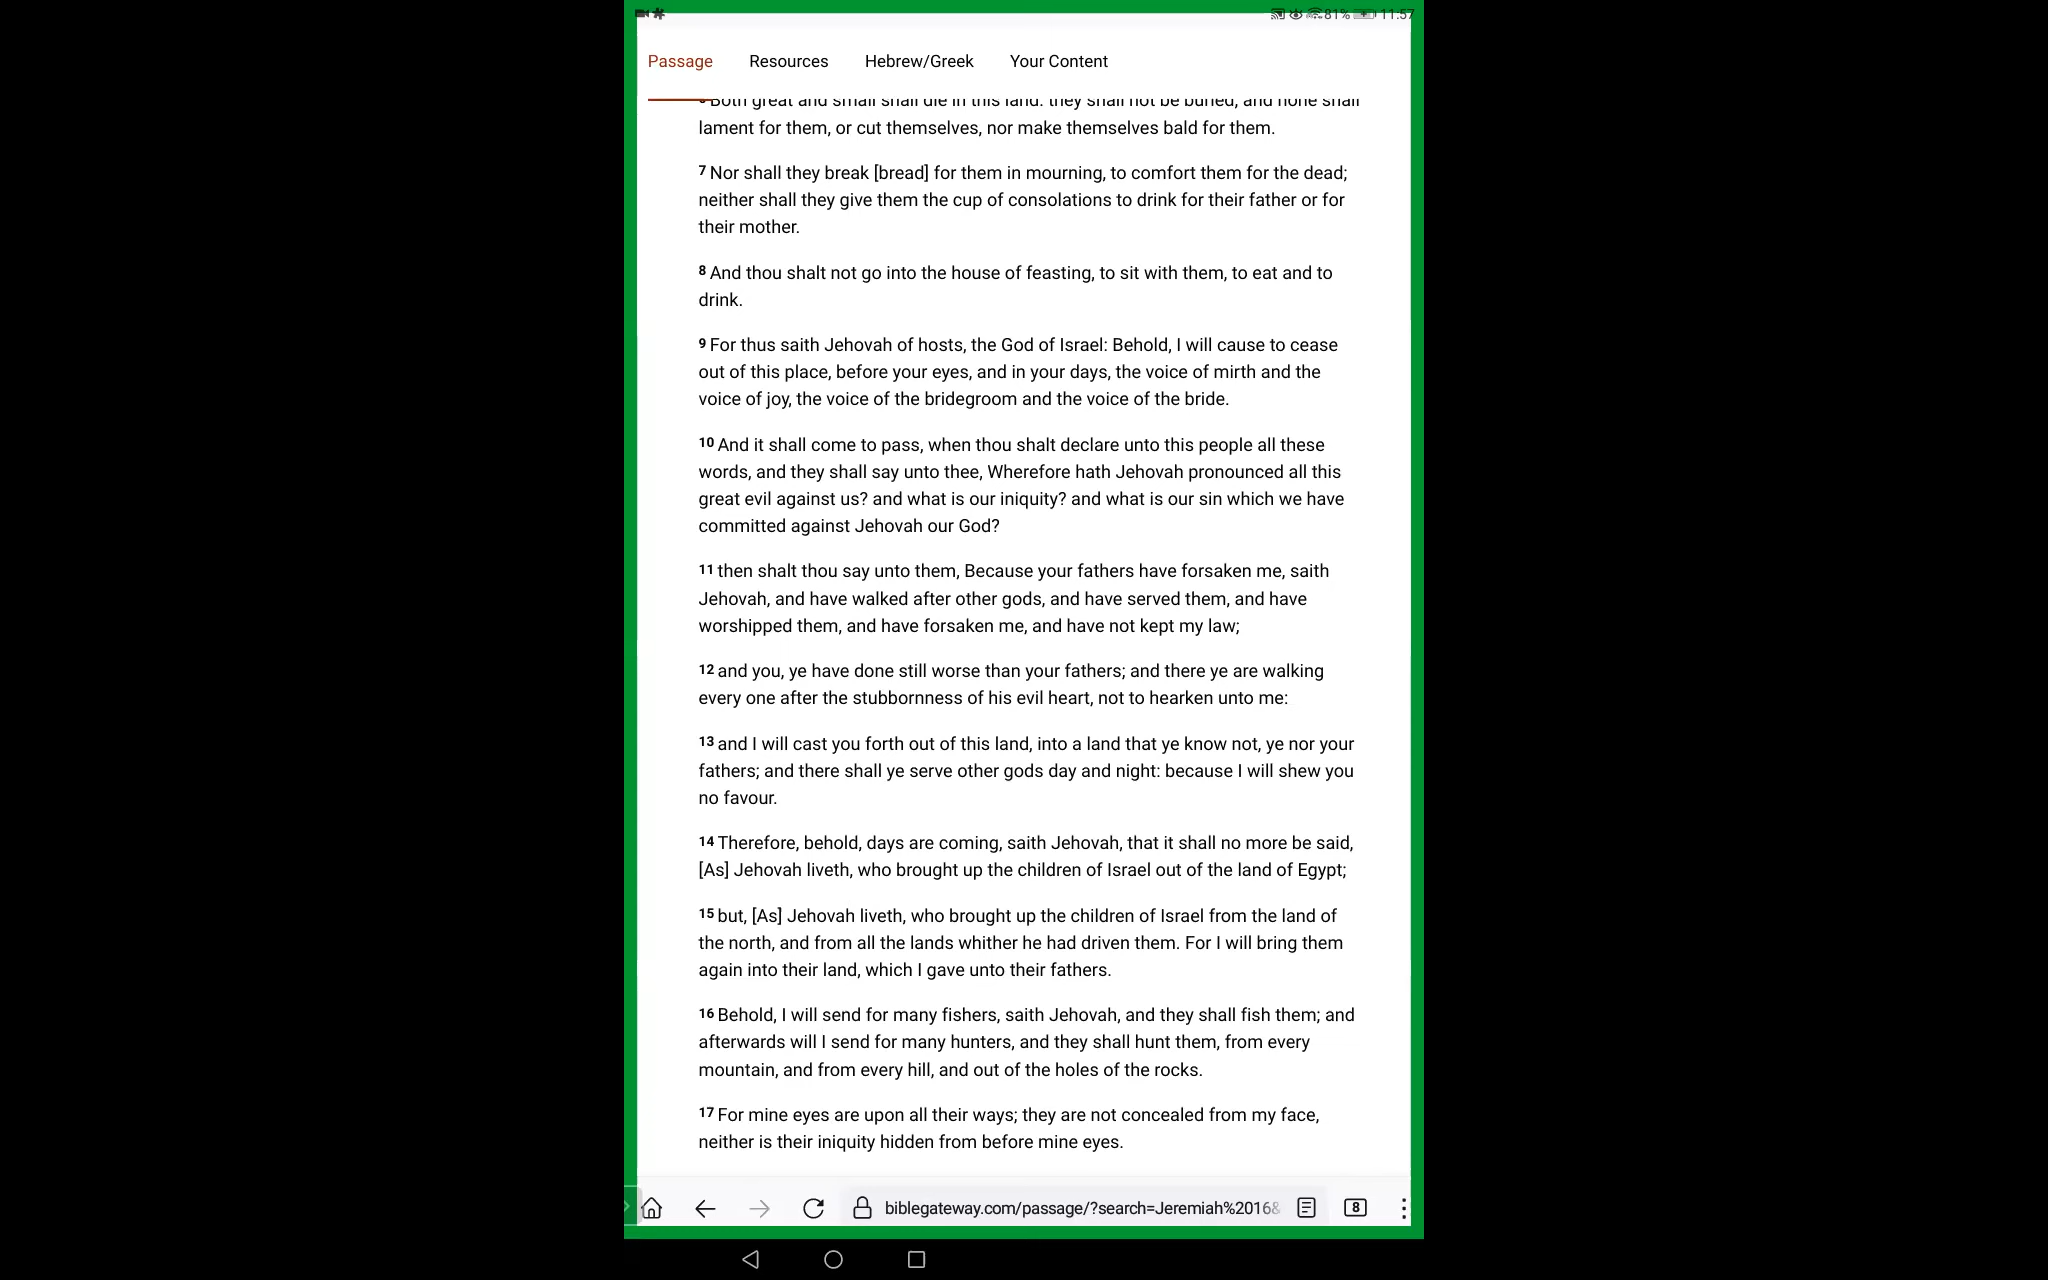 81% 11:57
Passage Resources Hebrew/Greek Your Content
Both great and small shall die in this land: they shall not be buried, and none shall
lament for them, or cut themselves, nor make themselves bald for them.
7 Nor shall they break [bread] for them in mourning, to comfort them for the dead;
neither shall they give them the cup of consolations to drink for their father or for
their mother.
8 And thou shalt not go into the house of feasting, to sit with them, to eat and to
drink.
9 For thus saith Jehovah of hosts, the God of Israel: Behold, I will cause to cease
out of this place, before your eyes, and in your days, the voice of mirth and the
voice of joy, the voice of the bridegroom and the voice of the bride.
10 And it shall come to pass, when thou shalt declare unto this people all these
words, and they shall say unto thee, Wherefore hath Jehovah pronounced all this
great evil against us? and what is our iniquity? and what is our sin which we have
committed against Jehovah our God?
11 then shalt thou say unto them, Because your fathers have forsaken me, saith
Jehovah, and have walked after other gods, and have served them, and have
worshipped them, and have forsaken me, and have not kept my law;
12 and you, ye have done still worse than your fathers; and there ye are walking
every one after the stubbornness of his evil heart, not to hearken unto me:
13 and I will cast you forth out of this land, into a land that ye know not, ye nor your
fathers; and there shall ye serve other gods day and night: because I will shew you
no favour.
14 Therefore, behold, days are coming, saith Jehovah, that it shall no more be said,
[As] Jehovah liveth, who brought up the children of Israel out of the land of Egypt;
15 but, [As] Jehovah liveth, who brought up the children of Israel from the land of
the north, and from all the lands whither he had driven them. For I will bring them
again into their land, which I gave unto their fathers.
16 Behold, I will send for many fishers, saith Jehovah, and they shall fish them; and
afterwards will I send for many hunters, and they shall hunt them, from every
mountain, and from every hill, and out of the holes of the rocks.
17 For mine eyes are upon all their ways; they are not concealed from my face,
neither is their iniquity hidden from before mine eyes.
biblegateway.com/passage/?search=Jeremiah%2016& 8